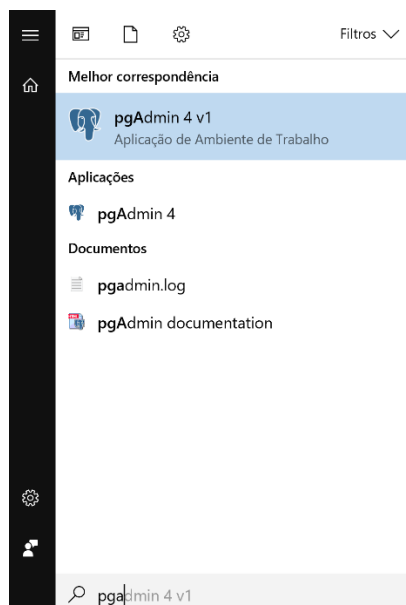 Filtros
Melhor correspondência
pgAdmin 4 v1
Aplicação de Ambiente de Trabalho
Aplicações
pgAdmin 4
Documentos
pgadmin.log
pgAdmin documentation
pgadmin 4 v1